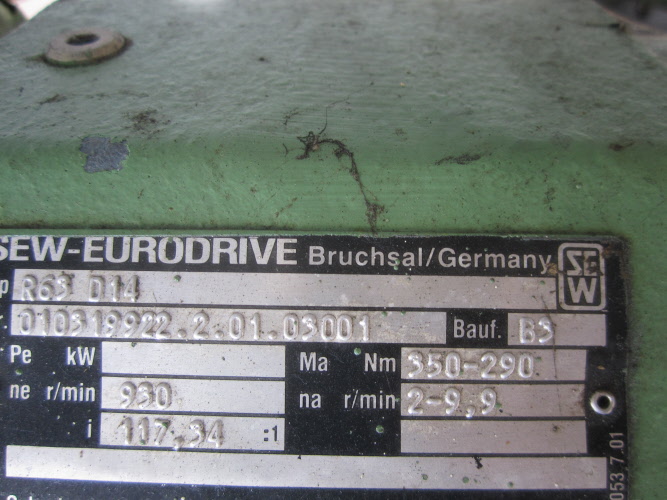 SEW-EURODRIVE Bruchsal/Germany SEW
R63 D14
010319922.2.01.03001 Bauf. B3
Pe kW Ma Nm 350-290
ne r/min 930 na r/min 2-9,9
i 117,34 :1
053 7.01